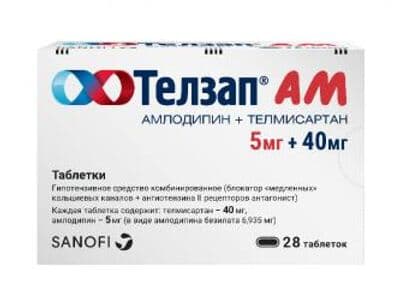 Телзап® АМ
АМЛОДИПИН + ТЕЛМИСАРТАН
5мг + 40мг
Таблетки
Гипотензивное средство комбинированное (блокатор «медленных»
кальциевых каналов + ангиотензина II рецепторов антагонист)
Каждая таблетка содержит: телмисартан – 40 мг,
амлодипин – 5 мг (в виде амлодипина безилата 6,935 мг)
SANOFI
28 таблеток